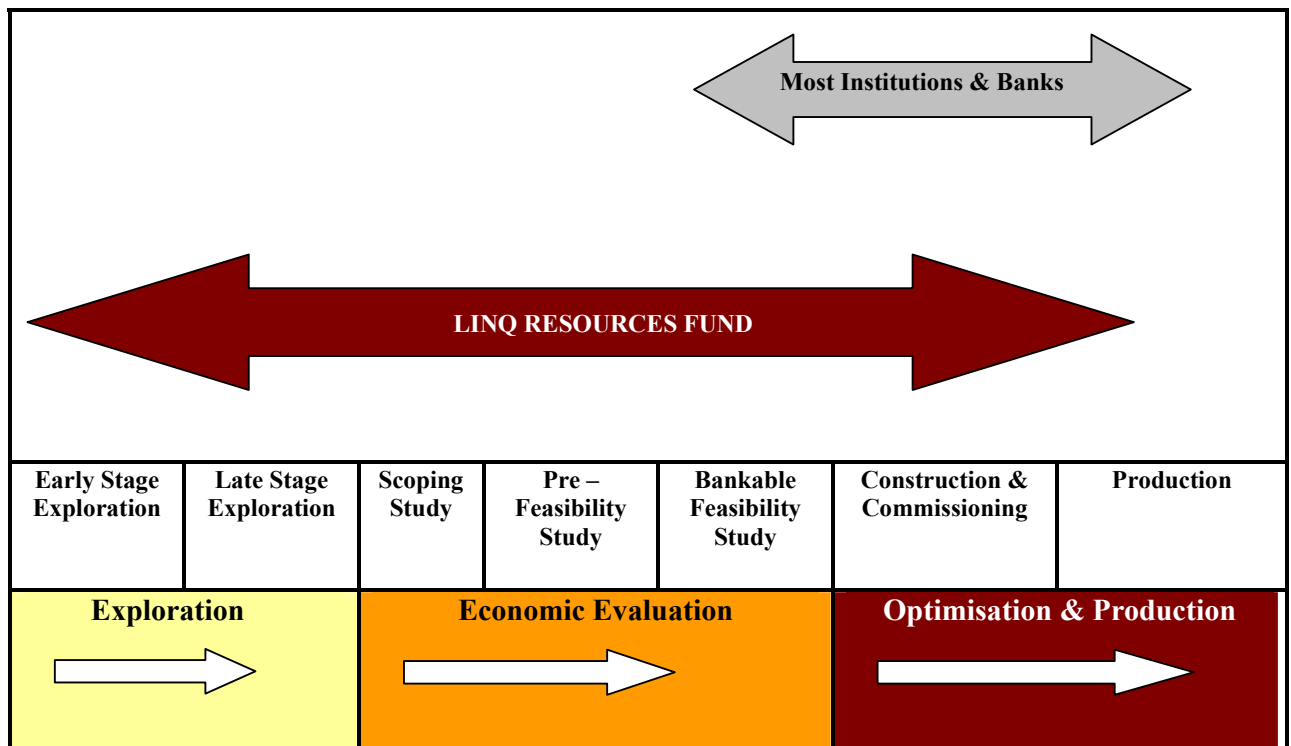 Most Institutions & Banks
LINQ RESOURCES FUND
Early Stage
Exploration
Late Stage
Exploration
Scoping
Study
Pre –
Feasibility
Study
Bankable
Feasibility
Study
Construction &
Commissioning
Production
Exploration
Economic Evaluation
Optimisation & Production